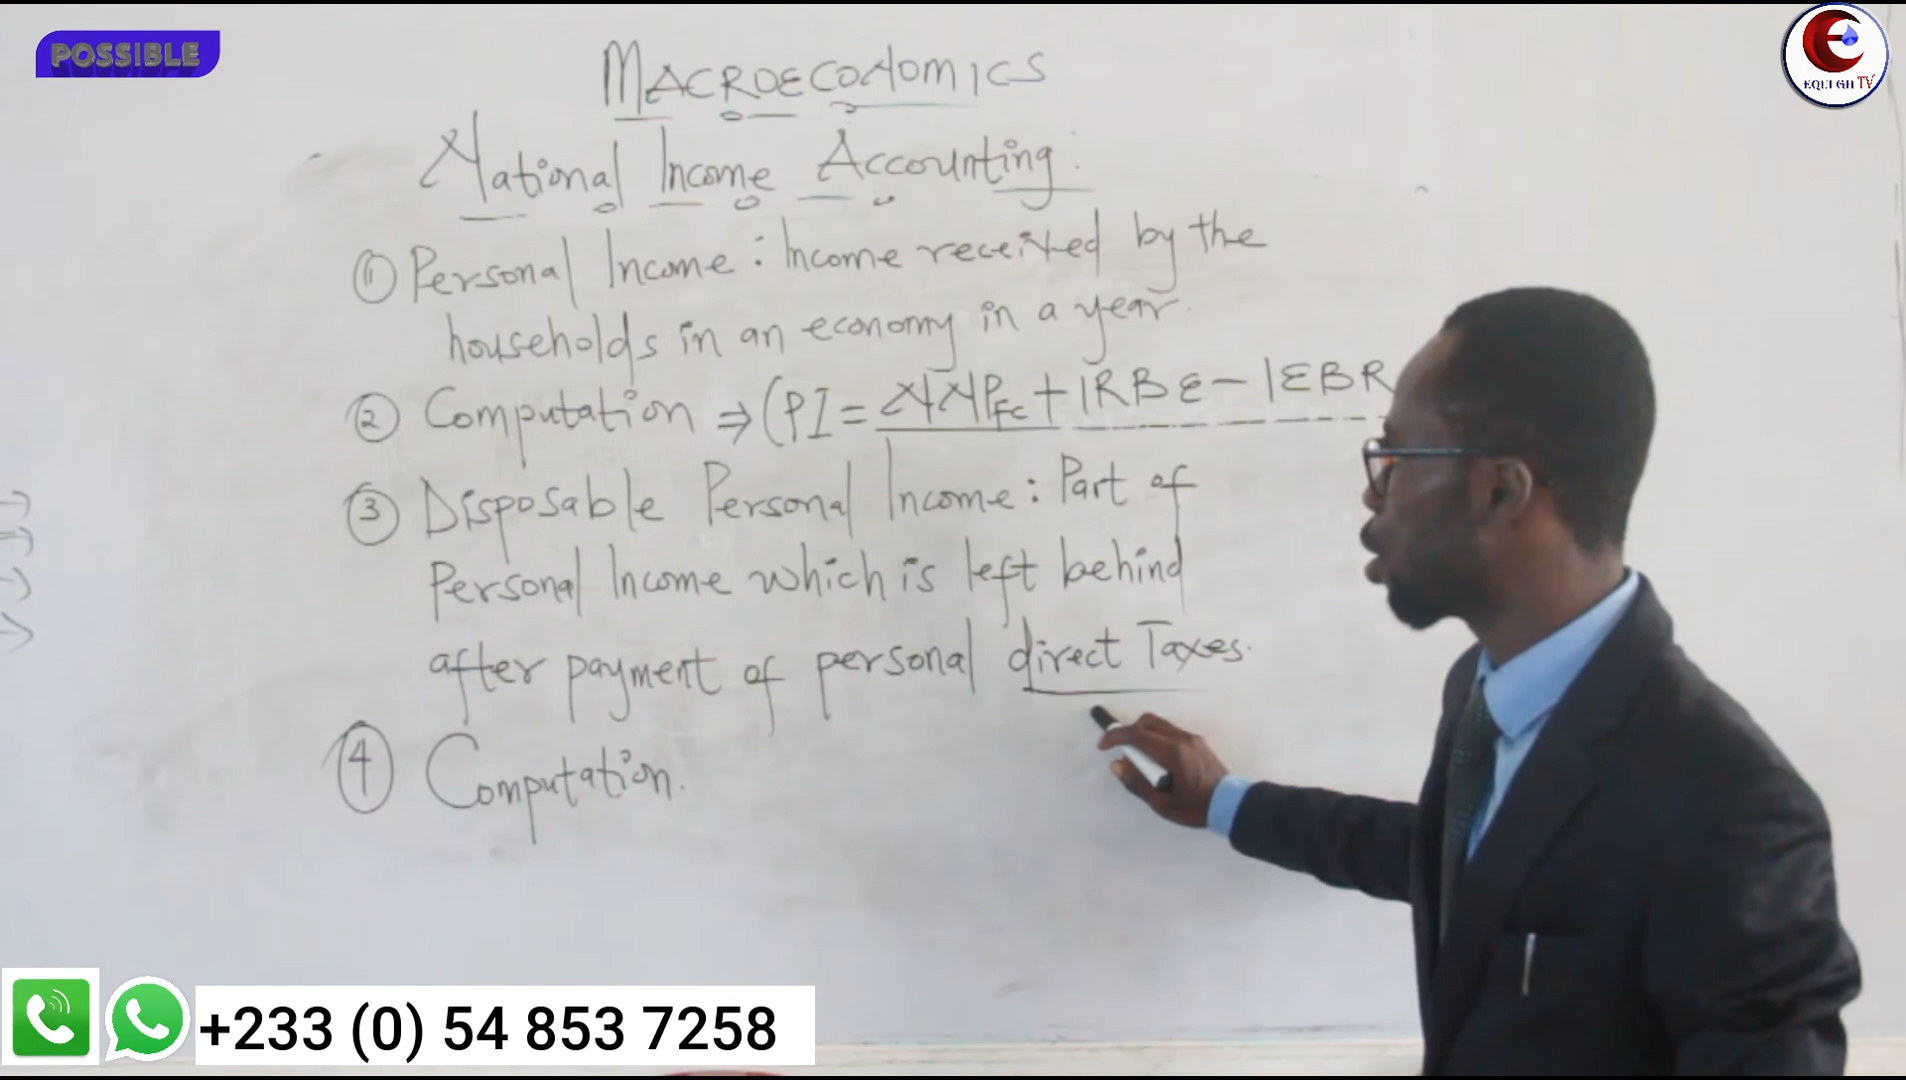 POSSIBLE
EQUI GH TV
MACROECONOMICS
National Income Accounting.
① Personal Income: Income received by the
households in an economy in a year.
② Computation ⇒ (PI = NNPFC + IRBE - IEBR
③ Disposable Personal Income: Part of
Personal Income which is left behind
after payment of personal direct Taxes.
④ Computation.
+233 (0) 54 853 7258